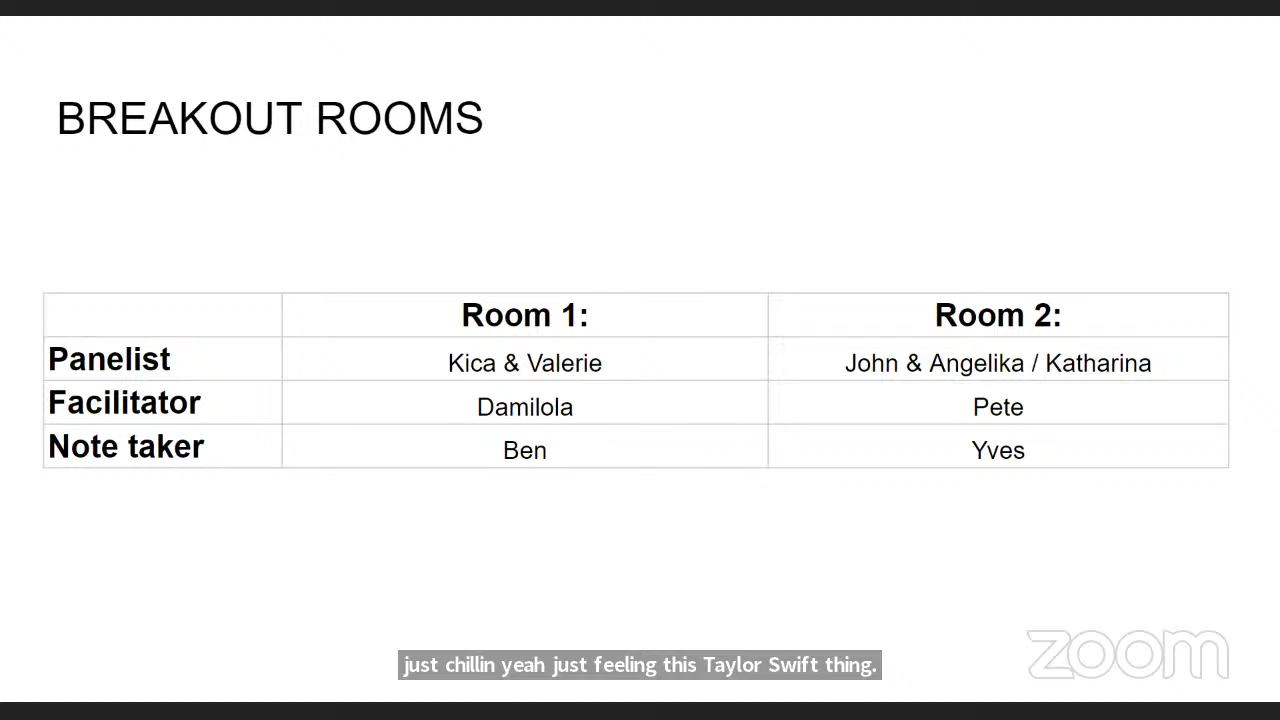 BREAKOUT ROOMS
Room 1: Room 2:
Panelist Kica & Valerie John & Angelika / Katharina
Facilitator Damilola Pete
Note taker Ben Yves
zoom
just chillin yeah just feeling this Taylor Swift thing.